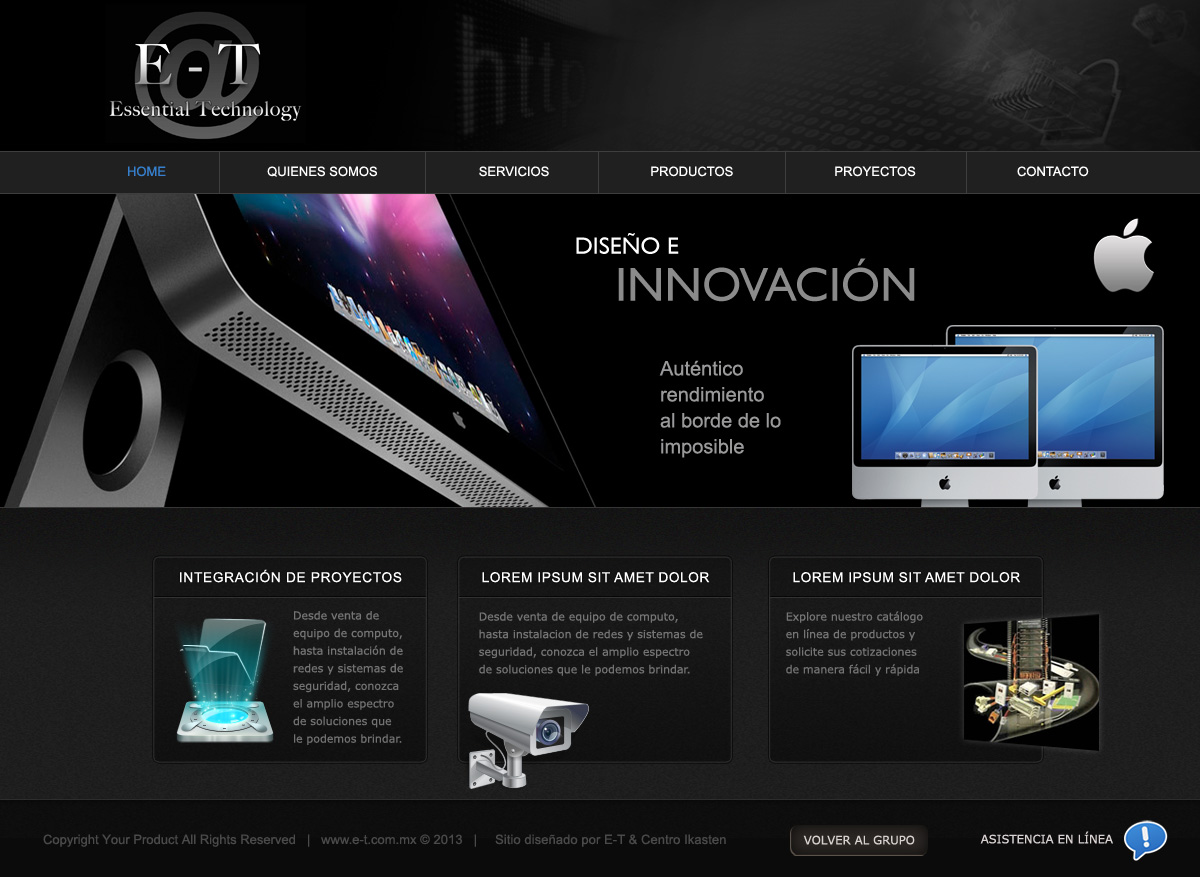 http
E - T
Essential Technology
HOME
QUIENES SOMOS
SERVICIOS
PRODUCTOS
PROYECTOS
CONTACTO
DISEÑO E
INNOVACIÓN
Auténtico
rendimiento
al borde de lo
imposible
INTEGRACIÓN DE PROYECTOS
Desde venta de
equipo de computo,
hasta instalación de
redes y sistemas de
seguridad, conozca
el amplio espectro
de soluciones que
le podemos brindar.
LOREM IPSUM SIT AMET DOLOR
Desde venta de equipo de computo,
hasta instalacion de redes y sistemas de
seguridad, conozca el amplio espectro
de soluciones que le podemos brindar.
LOREM IPSUM SIT AMET DOLOR
Explore nuestro catálogo
en línea de productos y
solicite sus cotizaciones
de manera fácil y rápida
Copyright Your Product All Rights Reserved | www.e-t.com.mx © 2013 | Sitio diseñado por E-T & Centro Ikasten
VOLVER AL GRUPO
ASISTENCIA EN LÍNEA